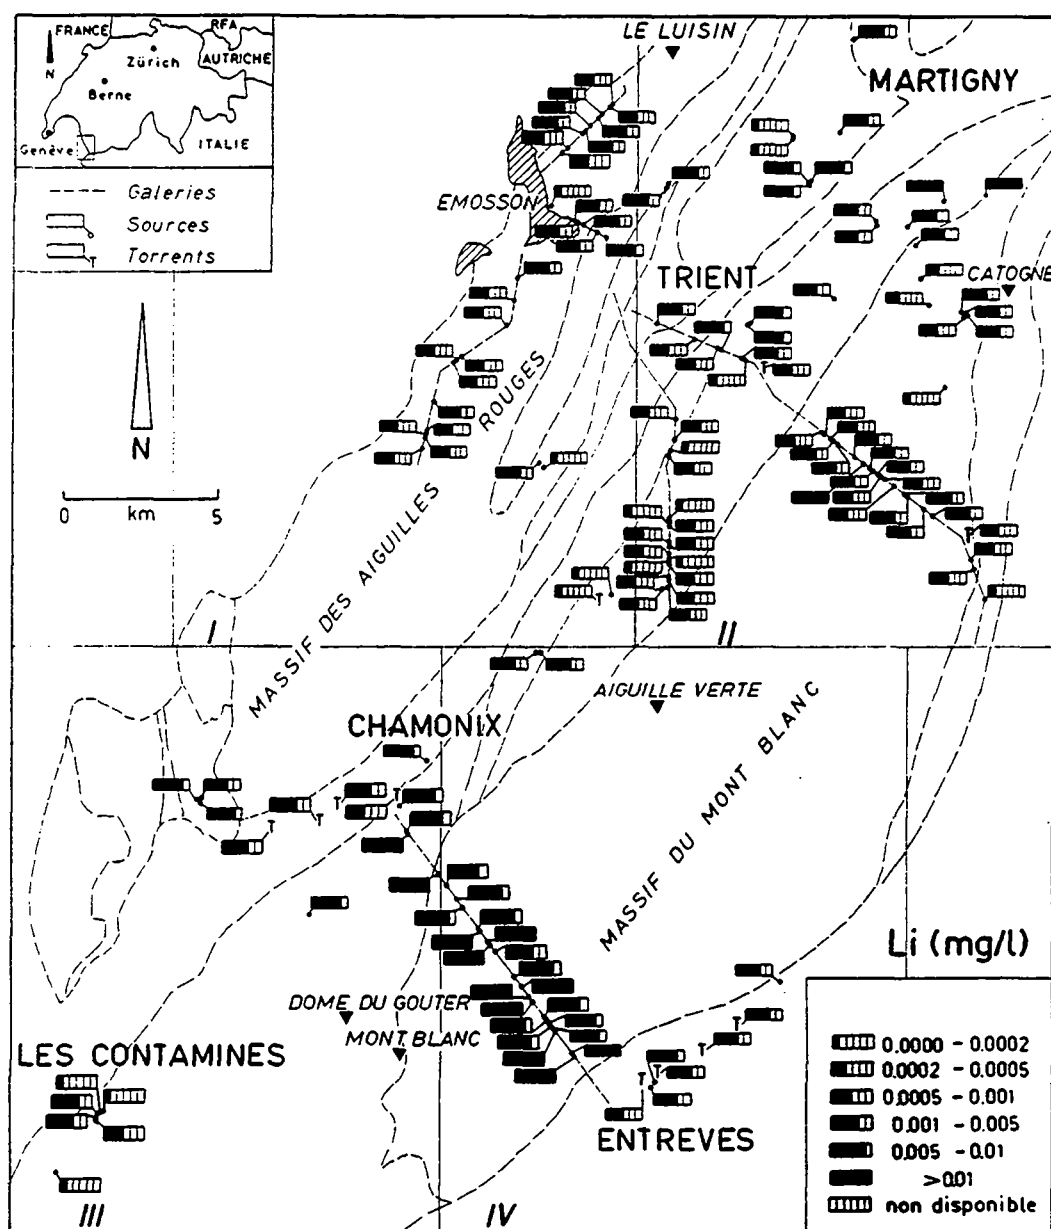 FRANCE
RFA
AUTRICHE
Zürich
N
Berne
Genève
ITALIE
Galeries
Sources
Torrents
LE LUISIN
MARTIGNY
EMOSSON
TRIENT
CATOGNE
N
0 km 5
MASSIF DES AIGUILLES ROUGES
I
II
AIGUILLE VERTE
CHAMONIX
MASSIF DU MONT BLANC
DOME DU GOUTER
MONT BLANC
LES CONTAMINES
ENTREVES
III
IV
Li (mg/l)
0.0000 - 0.0002
0.0002 - 0.0005
0.0005 - 0.001
0.001 - 0.005
0.005 - 0.01
>0.01
non disponible
T
T
T
T
T
T
T
T
T
T
T